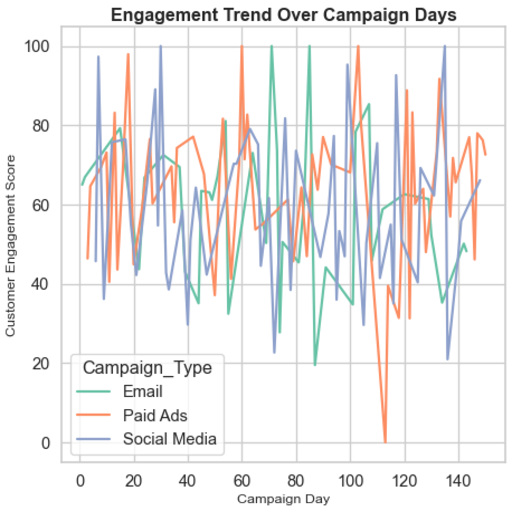 Engagement Trend Over Campaign Days
Customer Engagement Score
100
80
60
40
20
0
Campaign_Type
Email
Paid Ads
Social Media
0 20 40 60 80 100 120 140
Campaign Day